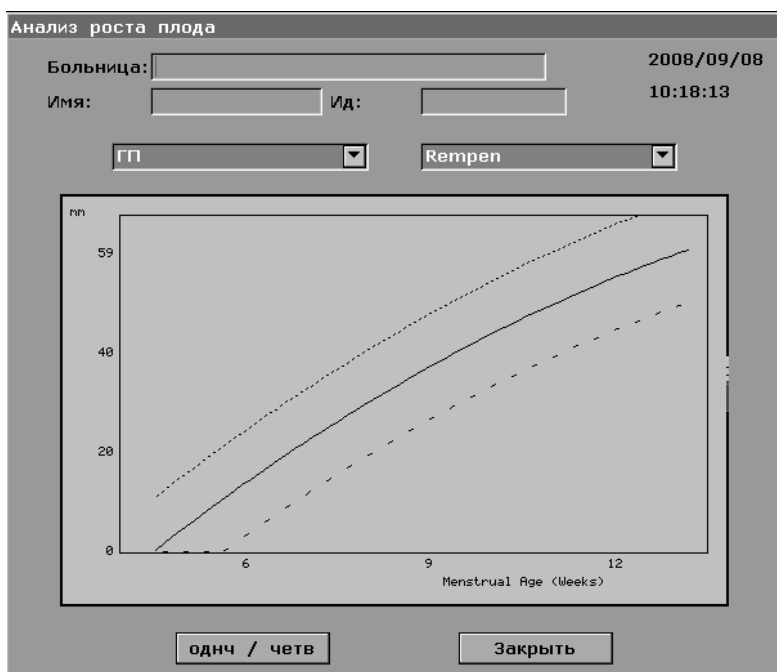 Анализ роста плода
Больница: 2008/09/08
Имя: Ид: 10:18:13
ГП Rempen
mm
59
40
20
0
6 9 12
Menstrual Age (Weeks)
однч / четв Закрыть